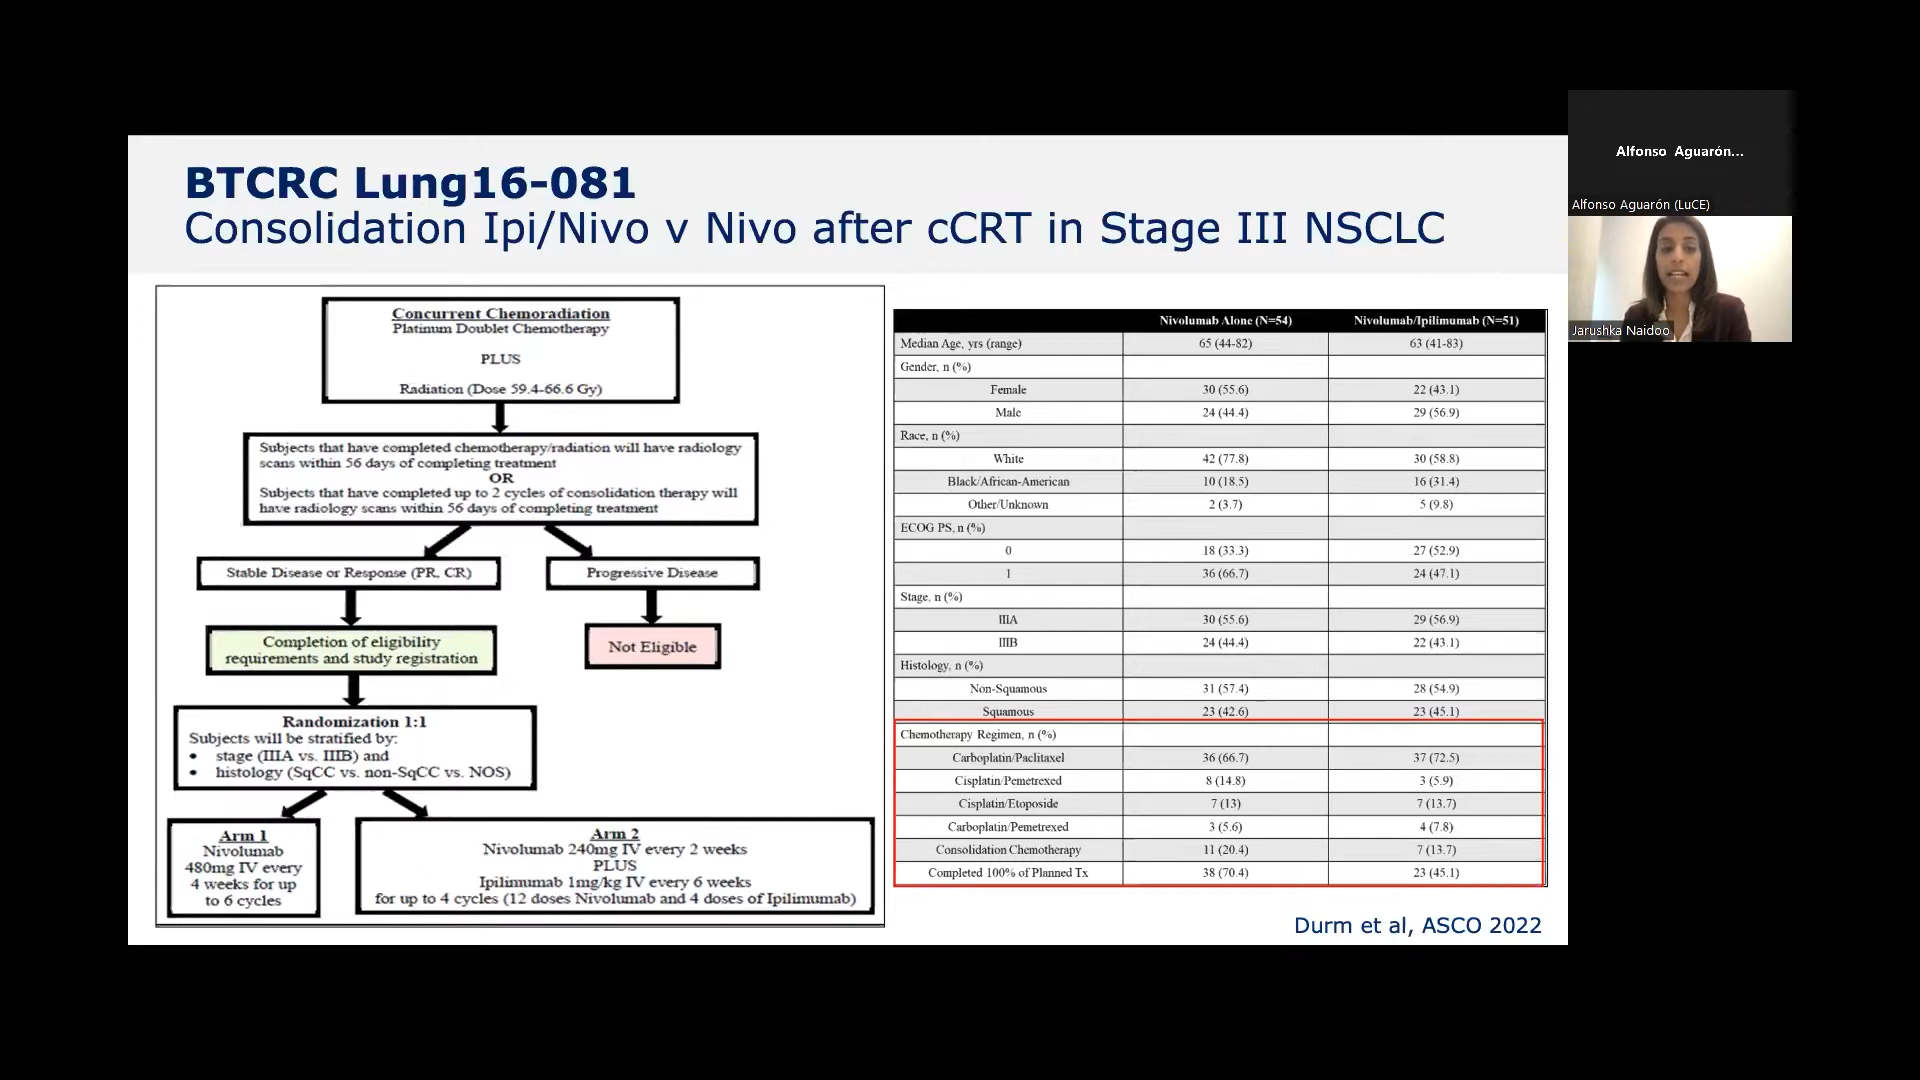 BTCRC Lung16-081
Consolidation Ipi/Nivo v Nivo after cCRT in Stage III NSCLC
Concurrent Chemoradiation
Platinum Doublet Chemotherapy
PLUS
Radiation (Dose 59.4-66.6 Gy)
Subjects that have completed chemotherapy/radiation will have radiology
scans within 56 days of completing treatment
OR
Subjects that have completed up to 2 cycles of consolidation therapy will
have radiology scans within 56 days of completing treatment
Stable Disease or Response (PR, CR)
Progressive Disease
Completion of eligibility
requirements and study registration
Not Eligible
Randomization 1:1
Subjects will be stratified by:
• stage (IIIA vs. IIIB) and
• histology (SqCC vs. non-SqCC vs. NOS)
Arm 1
Nivolumab
480mg IV every
4 weeks for up
to 6 cycles
Arm 2
Nivolumab 240mg IV every 2 weeks
PLUS
Ipilimumab 1mg/kg IV every 6 weeks
for up to 4 cycles (12 doses Nivolumab and 4 doses of Ipilimumab)
Nivolumab Alone (N=54) Nivolumab/Ipilimumab (N=51)
Median Age, yrs (range) 65 (44-82) 63 (41-83)
Gender, n (%)
Female 30 (55.6) 22 (43.1)
Male 24 (44.4) 29 (56.9)
Race, n (%)
White 42 (77.8) 30 (58.8)
Black/African-American 10 (18.5) 16 (31.4)
Other/Unknown 2 (3.7) 5 (9.8)
ECOG PS, n (%)
0 18 (33.3) 27 (52.9)
1 36 (66.7) 24 (47.1)
Stage, n (%)
IIIA 30 (55.6) 29 (56.9)
IIIB 24 (44.4) 22 (43.1)
Histology, n (%)
Non-Squamous 31 (57.4) 28 (54.9)
Squamous 23 (42.6) 23 (45.1)
Chemotherapy Regimen, n (%)
Carboplatin/Paclitaxel 36 (66.7) 37 (72.5)
Cisplatin/Pemetrexed 8 (14.8) 3 (5.9)
Cisplatin/Etoposide 7 (13) 7 (13.7)
Carboplatin/Pemetrexed 3 (5.6) 4 (7.8)
Consolidation Chemotherapy 11 (20.4) 7 (13.7)
Completed 100% of Planned Tx 38 (70.4) 23 (45.1)
Durm et al, ASCO 2022
Alfonso Aguarón...
Alfonso Aguarón (LuCE)
Jarushka Naidoo